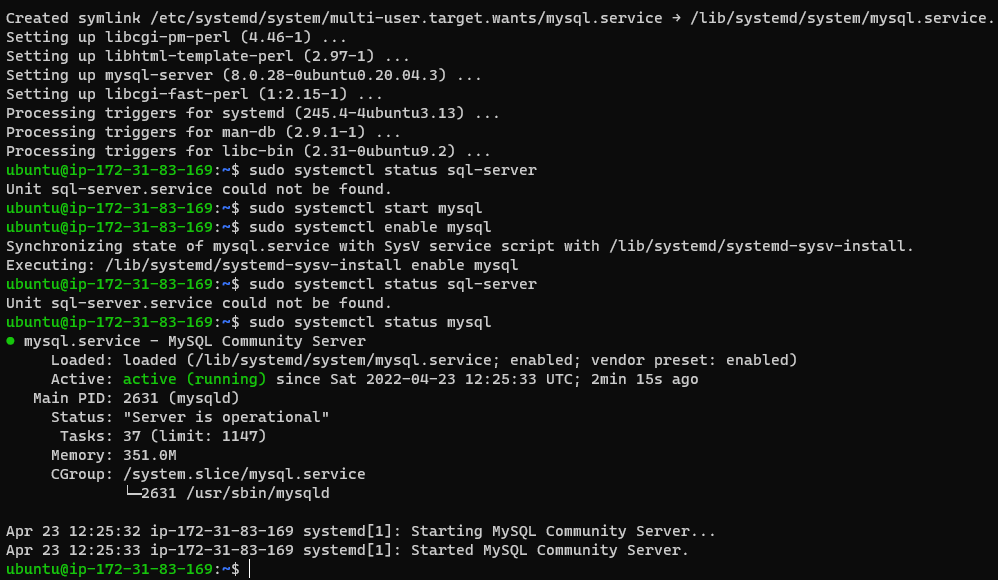 Created symlink /etc/systemd/system/multi-user.target.wants/mysql.service → /lib/systemd/system/mysql.service.
Setting up libcgi-pm-perl (4.46-1) ...
Setting up libhtml-template-perl (2.97-1) ...
Setting up mysql-server (8.0.28-0ubuntu0.20.04.3) ...
Setting up libcgi-fast-perl (1:2.15-1) ...
Processing triggers for systemd (245.4-4ubuntu3.13) ...
Processing triggers for man-db (2.9.1-1) ...
Processing triggers for libc-bin (2.31-0ubuntu9.2) ...
ubuntu@ip-172-31-83-169:~$ sudo systemctl status sql-server
Unit sql-server.service could not be found.
ubuntu@ip-172-31-83-169:~$ sudo systemctl start mysql
ubuntu@ip-172-31-83-169:~$ sudo systemctl enable mysql
Synchronizing state of mysql.service with SysV service script with /lib/systemd/systemd-sysv-install.
Executing: /lib/systemd/systemd-sysv-install enable mysql
ubuntu@ip-172-31-83-169:~$ sudo systemctl status sql-server
Unit sql-server.service could not be found.
ubuntu@ip-172-31-83-169:~$ sudo systemctl status mysql
● mysql.service - MySQL Community Server
     Loaded: loaded (/lib/systemd/system/mysql.service; enabled; vendor preset: enabled)
     Active: active (running) since Sat 2022-04-23 12:25:33 UTC; 2min 15s ago
   Main PID: 2631 (mysqld)
     Status: "Server is operational"
      Tasks: 37 (limit: 1147)
     Memory: 351.0M
     CGroup: /system.slice/mysql.service
             └─2631 /usr/sbin/mysqld

Apr 23 12:25:32 ip-172-31-83-169 systemd[1]: Starting MySQL Community Server...
Apr 23 12:25:33 ip-172-31-83-169 systemd[1]: Started MySQL Community Server.
ubuntu@ip-172-31-83-169:~$